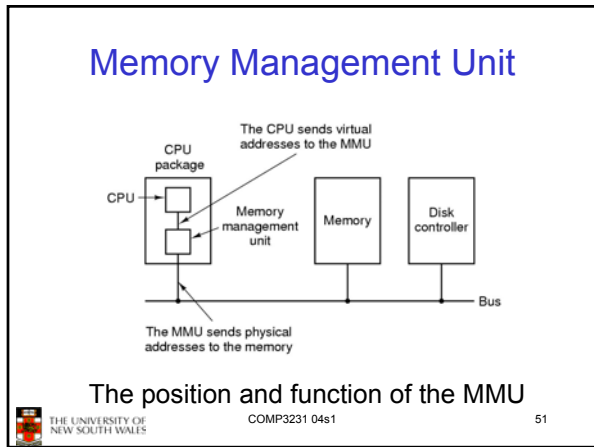 Memory Management Unit
The CPU sends virtual
addresses to the MMU
CPU
package
CPU
Memory
management
unit
Memory
Disk
controller
Bus
The MMU sends physical
addresses to the memory
The position and function of the MMU
THE UNIVERSITY OF
NEW SOUTH WALES
COMP3231 04s1
51